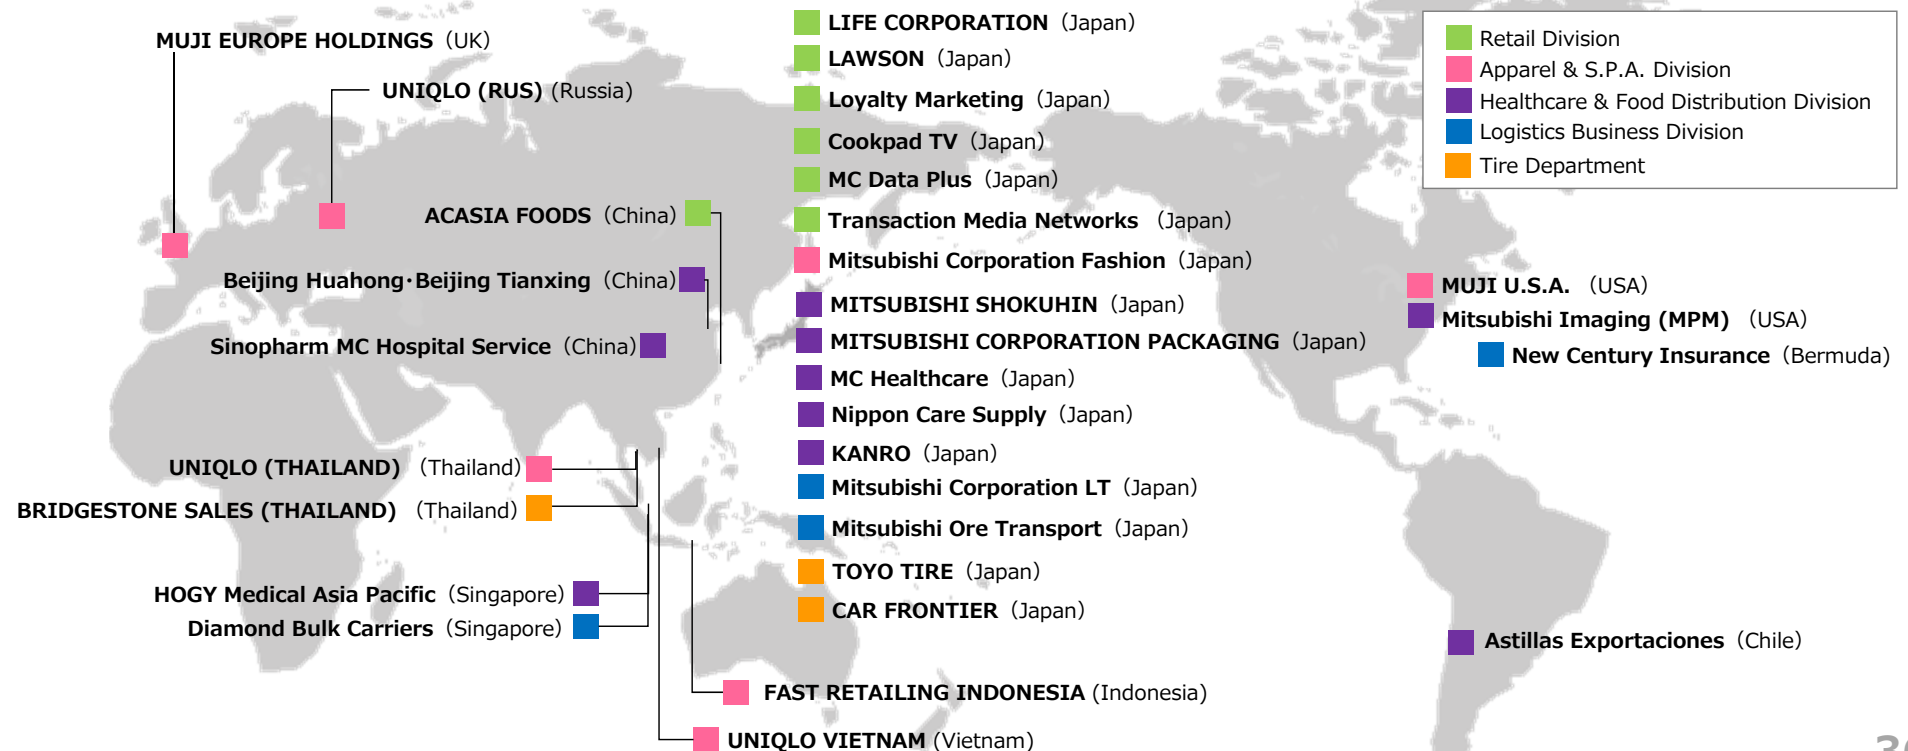 MUJI EUROPE HOLDINGS（UK）
UNIQLO (RUS) (Russia)
ACASIA FOODS（China）
Beijing Huahong･Beijing Tianxing（China）
Sinopharm MC Hospital Service（China）
UNIQLO (THAILAND)（Thailand）
BRIDGESTONE SALES (THAILAND)（Thailand）
HOGY Medical Asia Pacific（Singapore）
Diamond Bulk Carriers（Singapore）
LIFE CORPORATION（Japan）
LAWSON（Japan）
Loyalty Marketing（Japan）
Cookpad TV（Japan）
MC Data Plus（Japan）
Transaction Media Networks（Japan）
Mitsubishi Corporation Fashion（Japan）
MITSUBISHI SHOKUHIN（Japan）
MITSUBISHI CORPORATION PACKAGING（Japan）
MC Healthcare（Japan）
Nippon Care Supply（Japan）
KANRO（Japan）
Mitsubishi Corporation LT（Japan）
Mitsubishi Ore Transport（Japan）
TOYO TIRE（Japan）
CAR FRONTIER（Japan）
FAST RETAILING INDONESIA (Indonesia)
UNIQLO VIETNAM (Vietnam)
Retail Division
Apparel & S.P.A. Division
Healthcare & Food Distribution Division
Logistics Business Division
Tire Department
MUJI U.S.A.（USA）
Mitsubishi Imaging (MPM)（USA）
New Century Insurance（Bermuda）
Astillas Exportaciones（Chile）